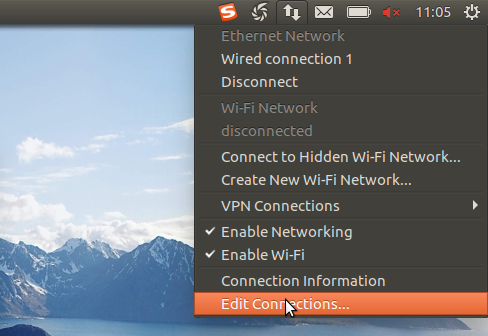 S
11:05
Ethernet Network
Wired connection 1
Disconnect
Wi-Fi Network
disconnected
Connect to Hidden Wi-Fi Network...
Create New Wi-Fi Network...
VPN Connections
Enable Networking
Enable Wi-Fi
Connection Information
Edit Connections...